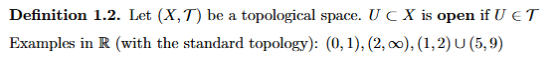 Definition 1.2. Let (X, 𝒯) be a topological space. U ⊂ X is open if U ∈ 𝒯
Examples in ℝ (with the standard topology): (0, 1), (2, ∞), (1, 2) ∪ (5, 9)